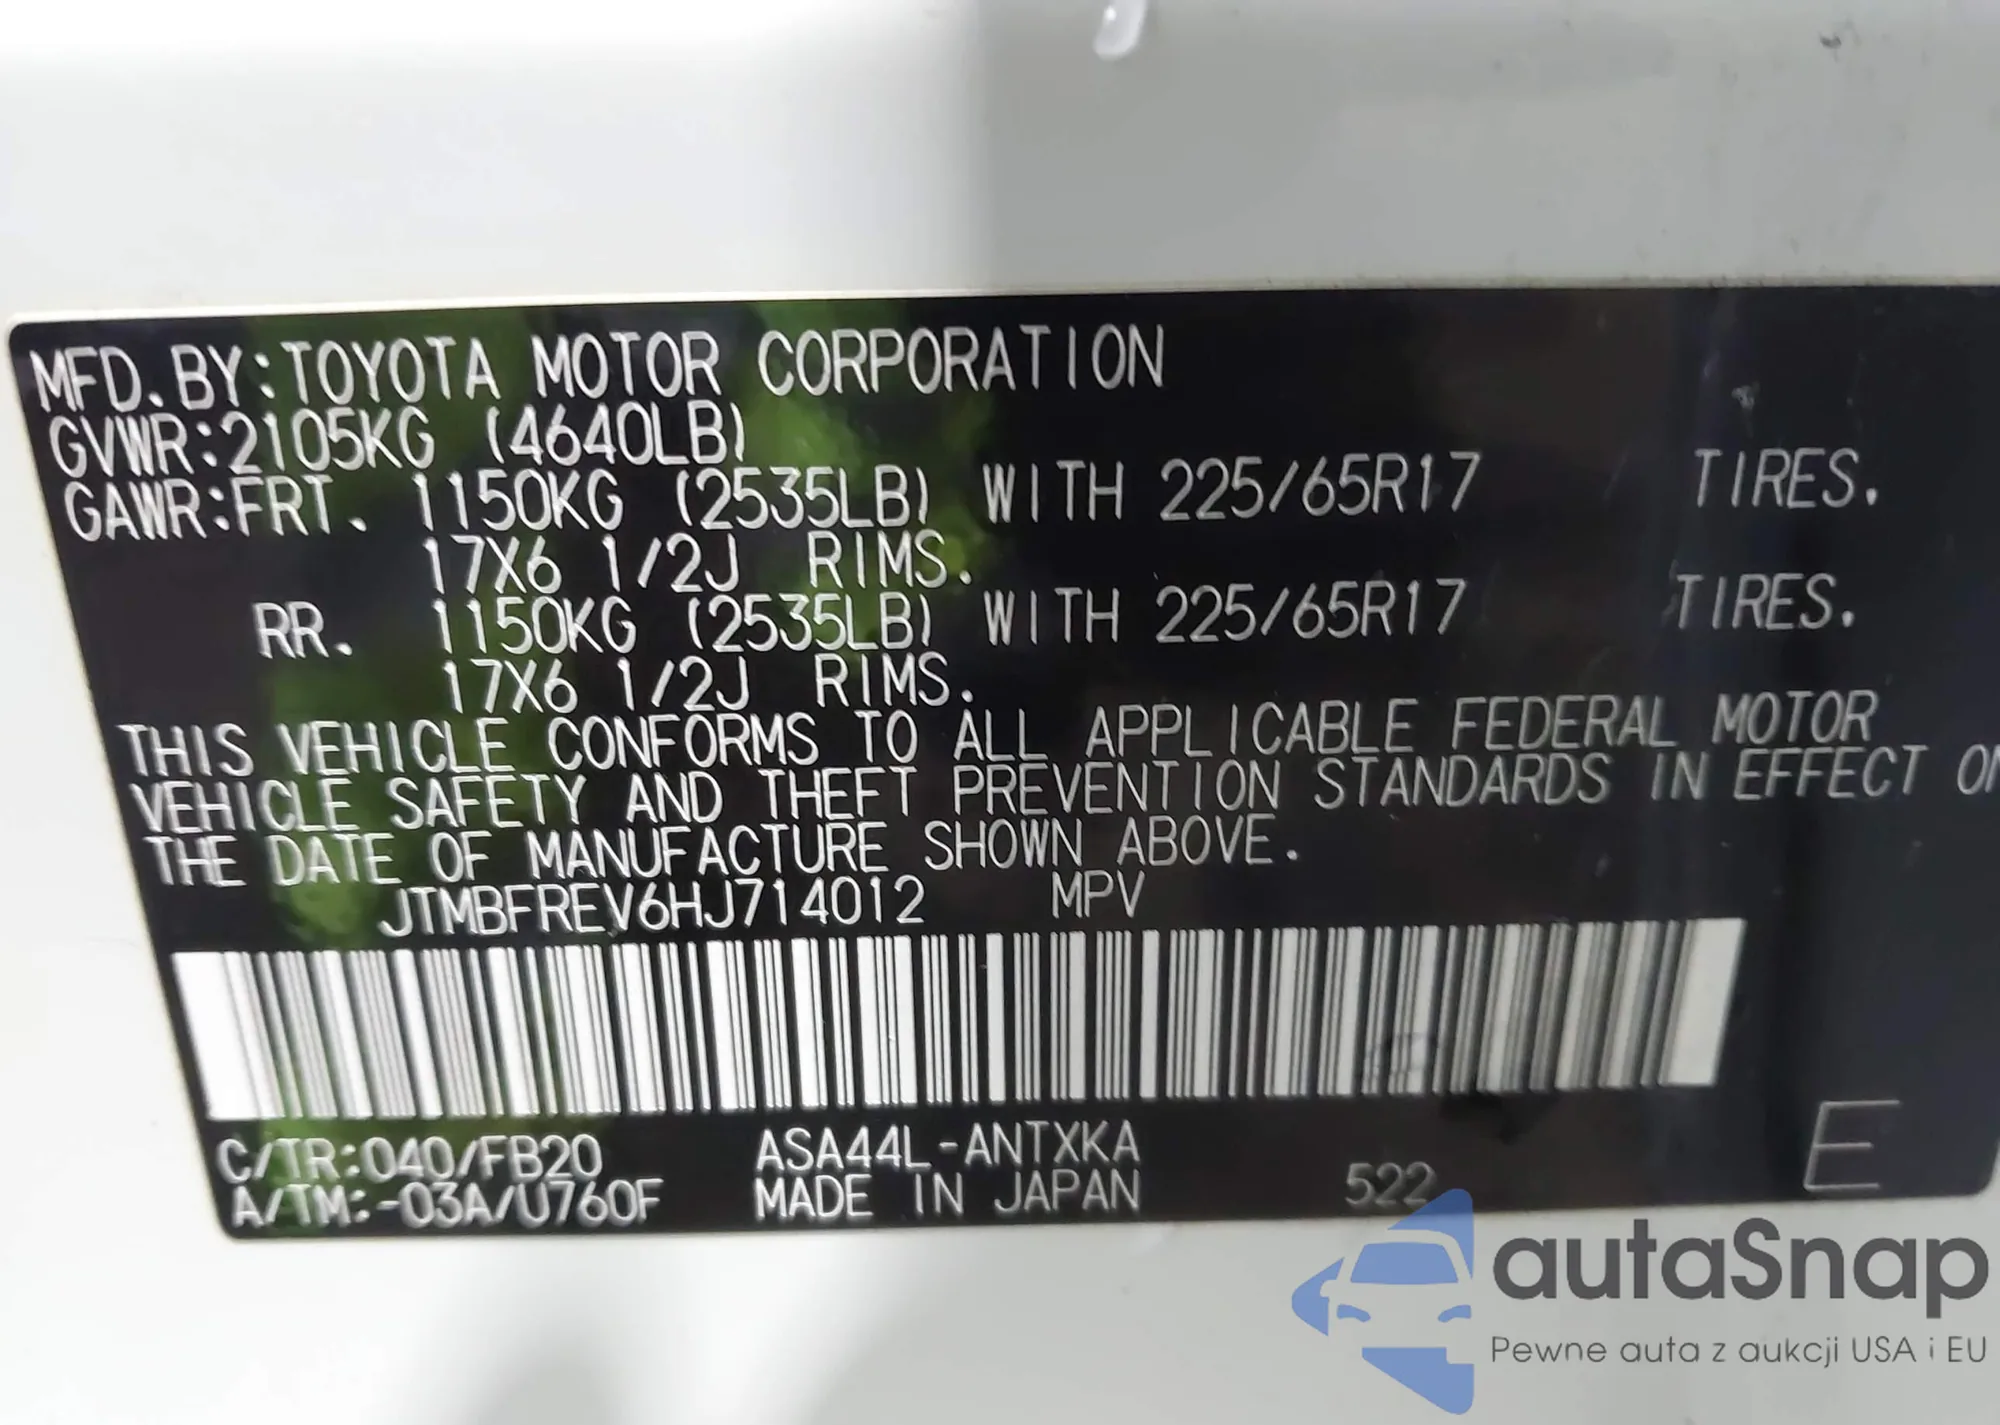 MFD.BY:TOYOTA MOTOR CORPORATION
GVWR:2105KG (4640LB)
GAWR:FRT. 1150KG (2535LB) WITH 225/65R17 TIRES.
17X6 1/2J RIMS.
RR. 1150KG (2535LB) WITH 225/65R17 TIRES.
17X6 1/2J RIMS.
THIS VEHICLE CONFORMS TO ALL APPLICABLE FEDERAL MOTOR
VEHICLE SAFETY AND THEFT PREVENTION STANDARDS IN EFFECT ON
THE DATE OF MANUFACTURE SHOWN ABOVE.
JTMBFREV6HJ714012 MPV
C/TR:040/FB20 ASA44L-ANTXKA
A/TM:-03A/U760F MADE IN JAPAN 522 E
autaSnap
Pewne auta z aukcji USA i EU